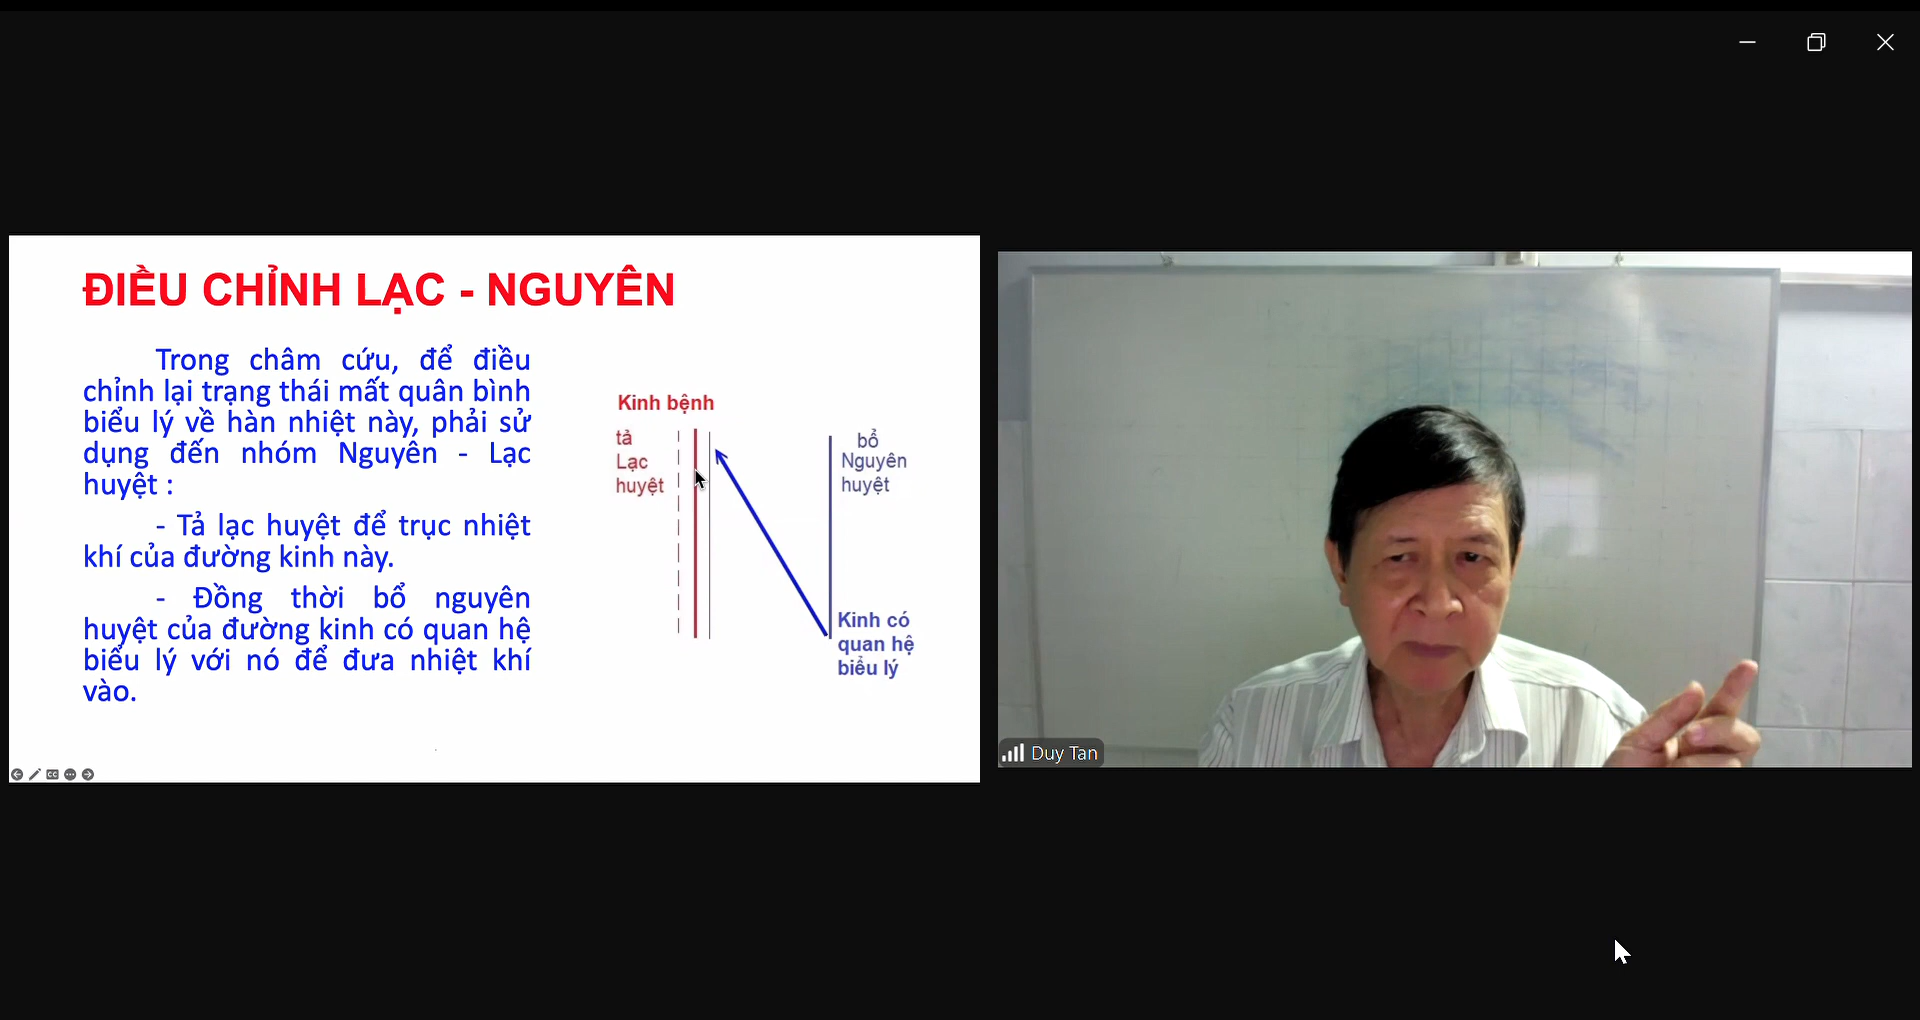 ĐIỀU CHỈNH LẠC - NGUYÊN
Trong châm cứu, để điều
chỉnh lại trạng thái mất quân bình
biểu lý về hàn nhiệt này, phải sử
dụng đến nhóm Nguyên - Lạc
huyệt :
- Tả lạc huyệt để trục nhiệt
khí của đường kinh này.
- Đồng thời bổ nguyên
huyệt của đường kinh có quan hệ
biểu lý với nó để đưa nhiệt khí
vào.
Kinh bệnh
tả
Lạc
huyệt
bổ
Nguyên
huyệt
Kinh có
quan hệ
biểu lý
CC
Duy Tan